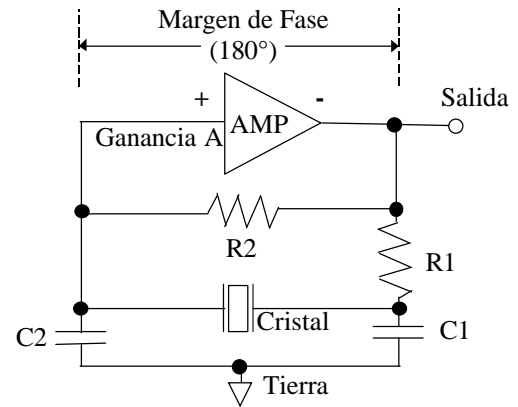 Margen de Fase
(180°)
+ -
Salida
AMP
Ganancia A
R2
R1
Cristal
C2
C1
Tierra